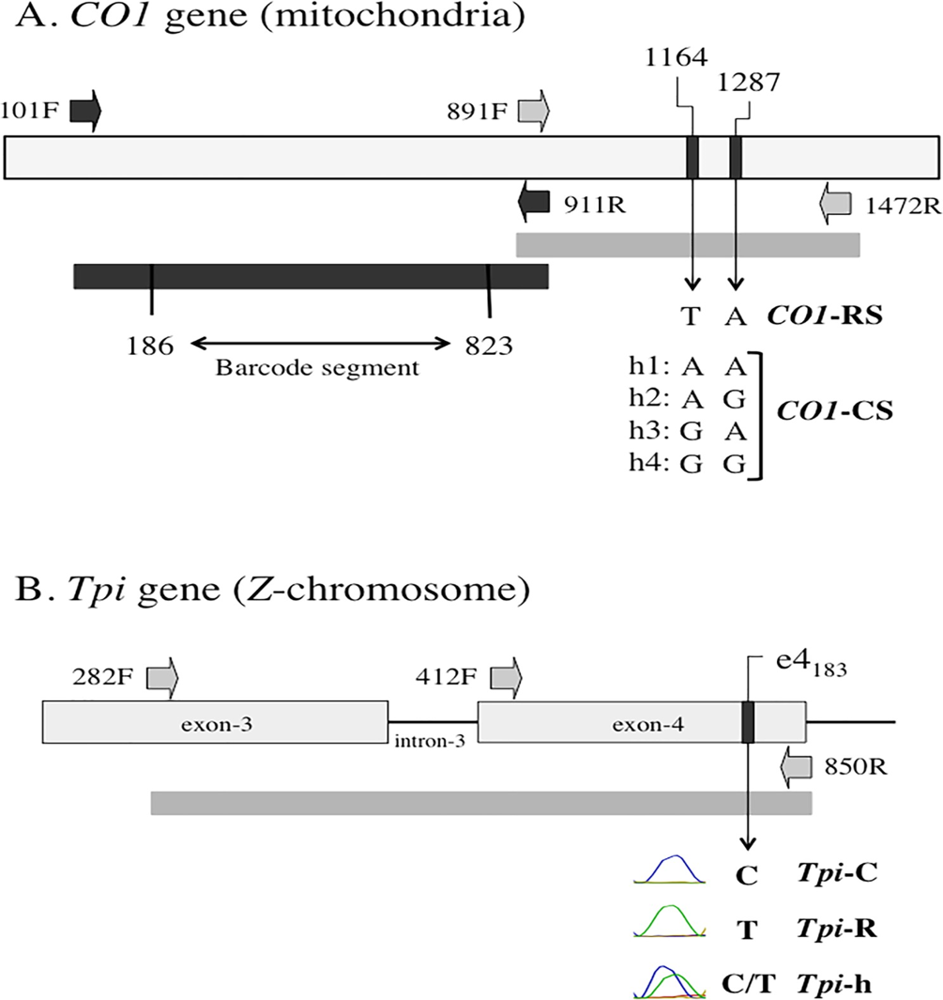 A. CO1 gene (mitochondria)
1164
1287
101F
891F
911R
1472R
186
823
Barcode segment
T A CO1-RS
h1: A A
h2: A G
CO1-CS
h3: G A
h4: G G
B. Tpi gene (Z-chromosome)
282F
412F
e4183
exon-3
intron-3
exon-4
850R
C Tpi-C
T Tpi-R
C/T Tpi-h